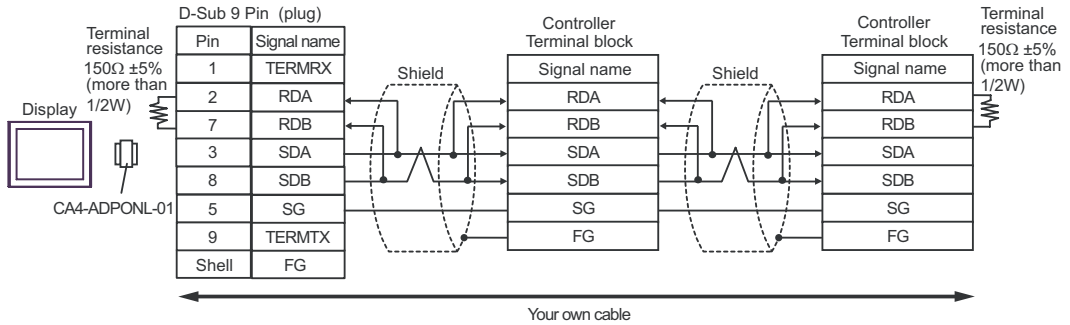 D-Sub 9 Pin (plug)
Terminal
resistance
150Ω ±5%
(more than
1/2W)
Display
CA4-ADPONL-01
Pin Signal name
1 TERMRX
2 RDA
7 RDB
3 SDA
8 SDB
5 SG
9 TERMTX
Shell FG
Shield
Controller
Terminal block
Signal name
RDA
RDB
SDA
SDB
SG
FG
Shield
Controller
Terminal block
Signal name
RDA
RDB
SDA
SDB
SG
FG
Terminal
resistance
150Ω ±5%
(more than
1/2W)
Your own cable